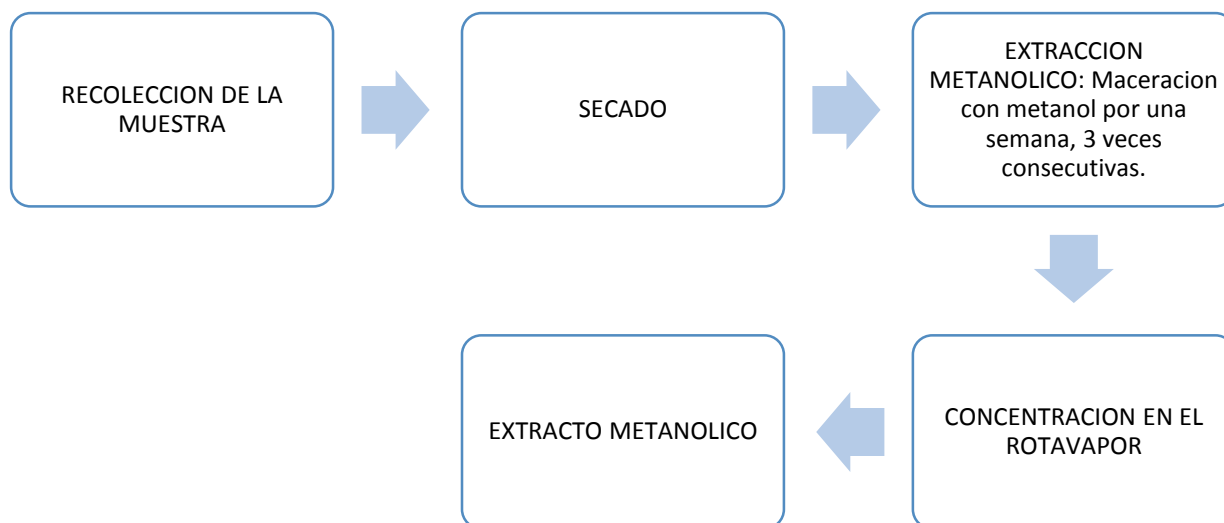 RECOLECCION DE LA
MUESTRA
SECADO
EXTRACCION
METANOLICO: Maceracion
con metanol por una
semana, 3 veces
consecutivas.
CONCENTRACION EN EL
ROTAVAPOR
EXTRACTO METANOLICO